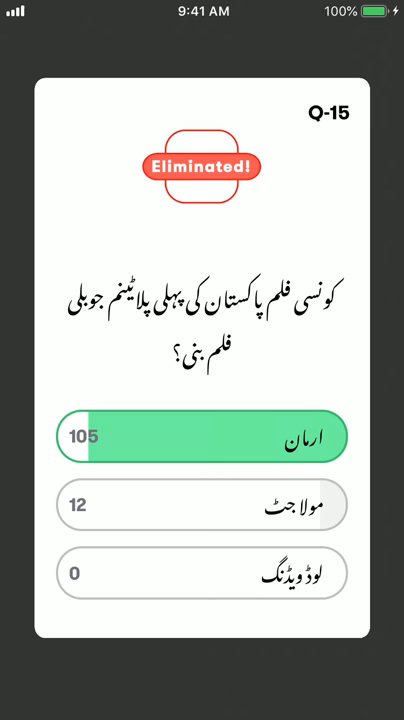 9:41 AM
100%
Q-15
Eliminated!
کونسی فلم پاکستان کی پہلی پلاٹینم جوبلی
فلم بنی؟
ارمان
105
مولا جٹ
12
لوڈ ویڈنگ
0